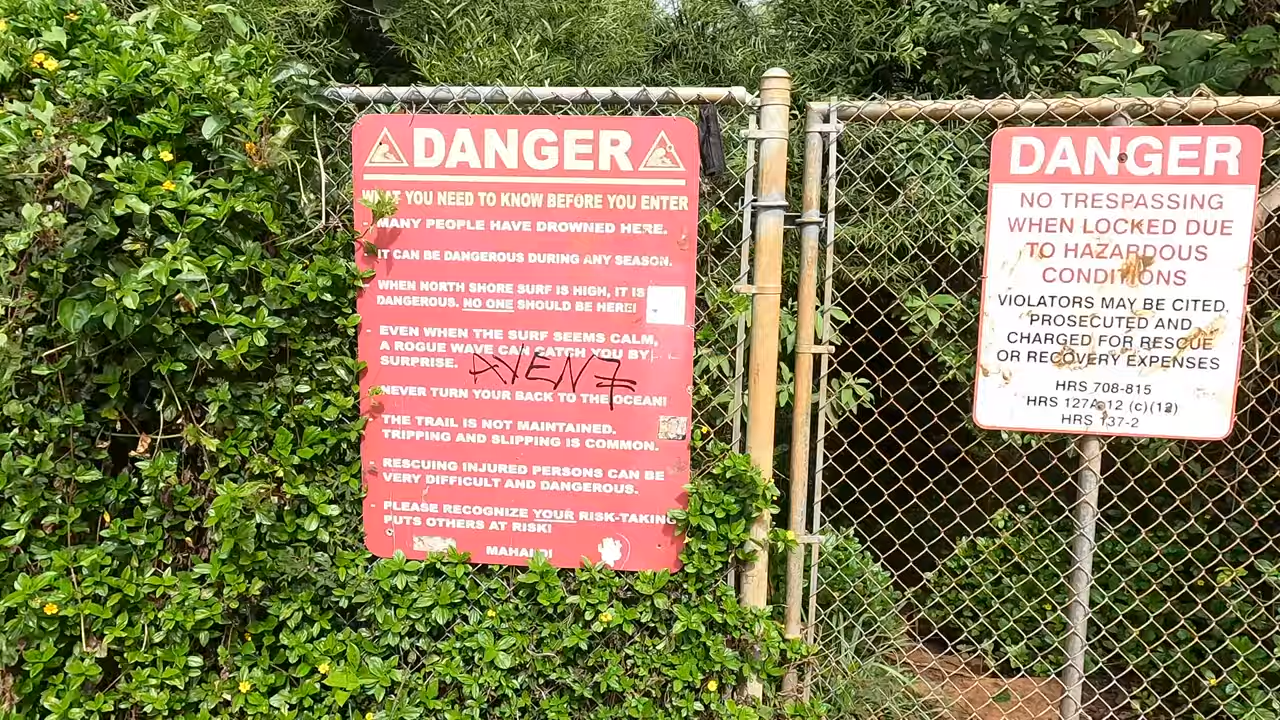 DANGER
WHAT YOU NEED TO KNOW BEFORE YOU ENTER
MANY PEOPLE HAVE DROWNED HERE.
- IT CAN BE DANGEROUS DURING ANY SEASON.
WHEN NORTH SHORE SURF IS HIGH, IT IS
DANGEROUS. NO ONE SHOULD BE HERE!
- EVEN WHEN THE SURF SEEMS CALM,
A ROGUE WAVE CAN CATCH YOU BY
SURPRISE.
NEVER TURN YOUR BACK TO THE OCEAN!
THE TRAIL IS NOT MAINTAINED.
TRIPPING AND SLIPPING IS COMMON.
- RESCUING INJURED PERSONS CAN BE
VERY DIFFICULT AND DANGEROUS.
- PLEASE RECOGNIZE YOUR RISK-TAKING
PUTS OTHERS AT RISK!
DANGER
NO TRESPASSING
WHEN LOCKED DUE
TO HAZARDOUS
CONDITIONS
VIOLATORS MAY BE CITED,
PROSECUTED AND
CHARGED FOR RESCUE
OR RECOVERY EXPENSES
HRS 708-815
HRS 127A-12 (c)(12)
HRS 137-2